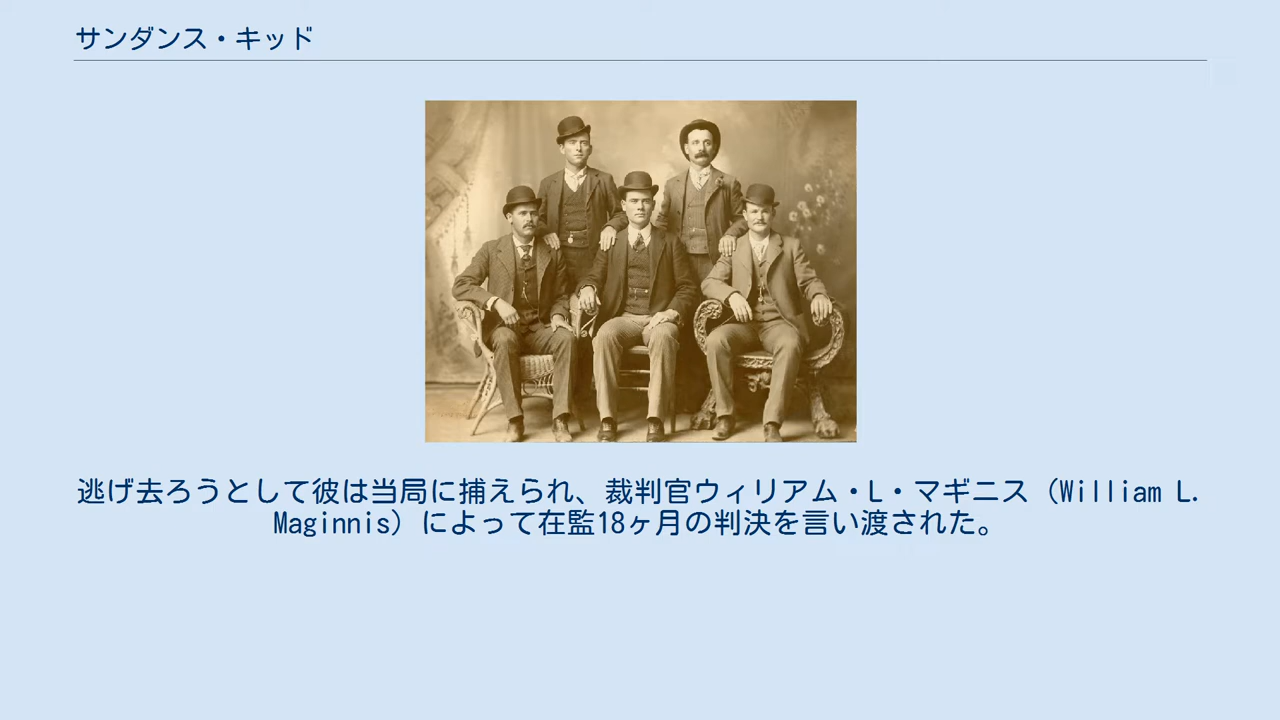 サンダンス・キッド
逃げ去ろうとして彼は当局に捕えられ、裁判官ウィリアム・L・マギニス（William L.
Maginnis）によって在監18ヶ月の判決を言い渡された。